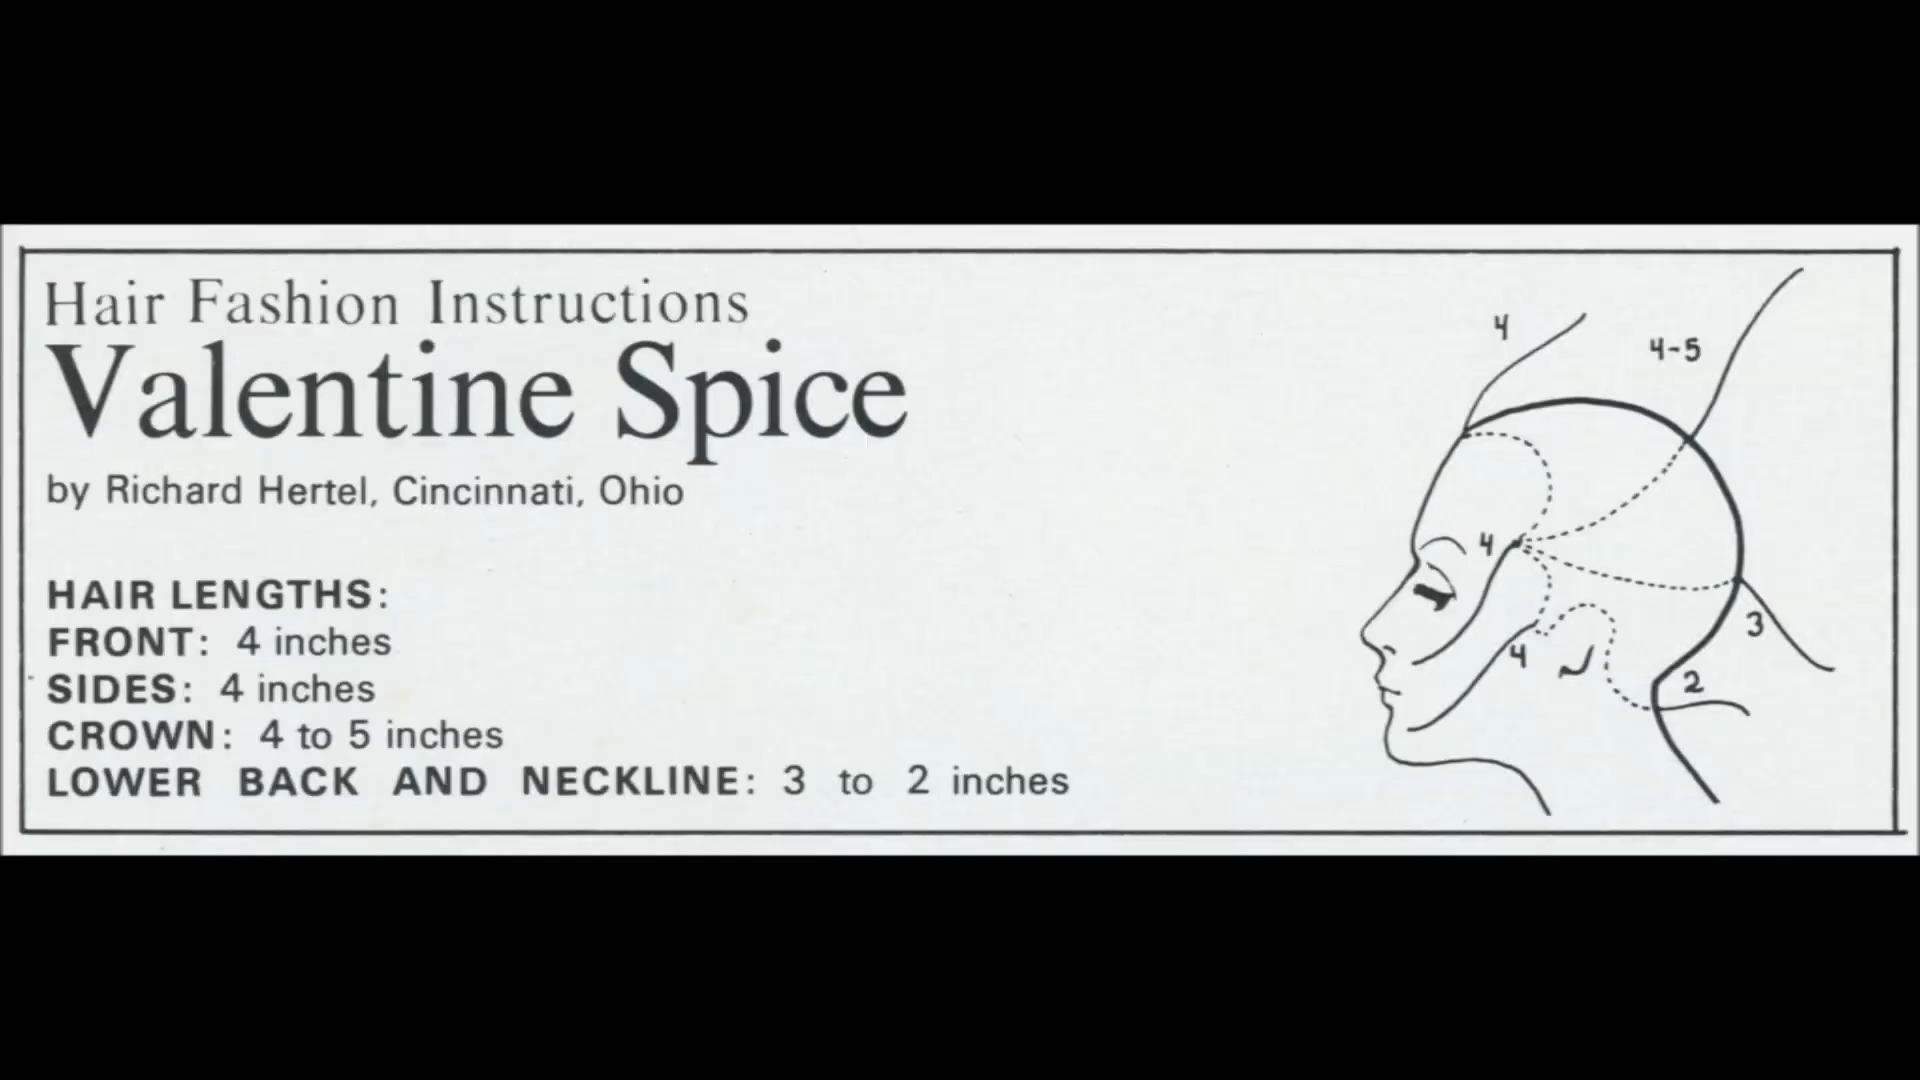 Hair Fashion Instructions
Valentine Spice
by Richard Hertel, Cincinnati, Ohio
HAIR LENGTHS:
FRONT: 4 inches
SIDES: 4 inches
CROWN: 4 to 5 inches
LOWER BACK AND NECKLINE: 3 to 2 inches
4
4-5
4
3
4
2